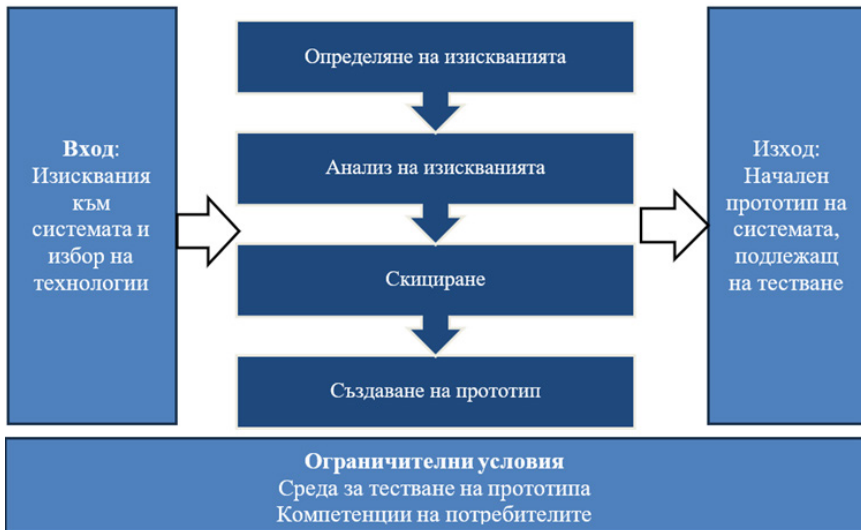 Вход:
Изисквания
към
системата и
избор на
технологии
Определяне на изискванията
Анализ на изискванията
Скициране
Създаване на прототип
Изход:
Начален
прототип на
системата,
подлежащ
на тестване
Ограничителни условия
Среда за тестване на прототипа
Компетенции на потребителите